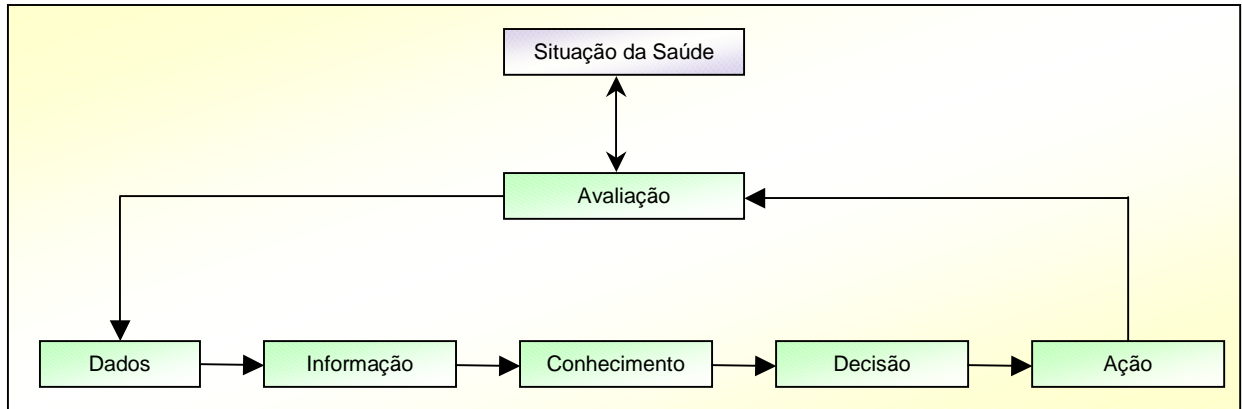 Situação da Saúde
Avaliação
Dados
Informação
Conhecimento
Decisão
Ação